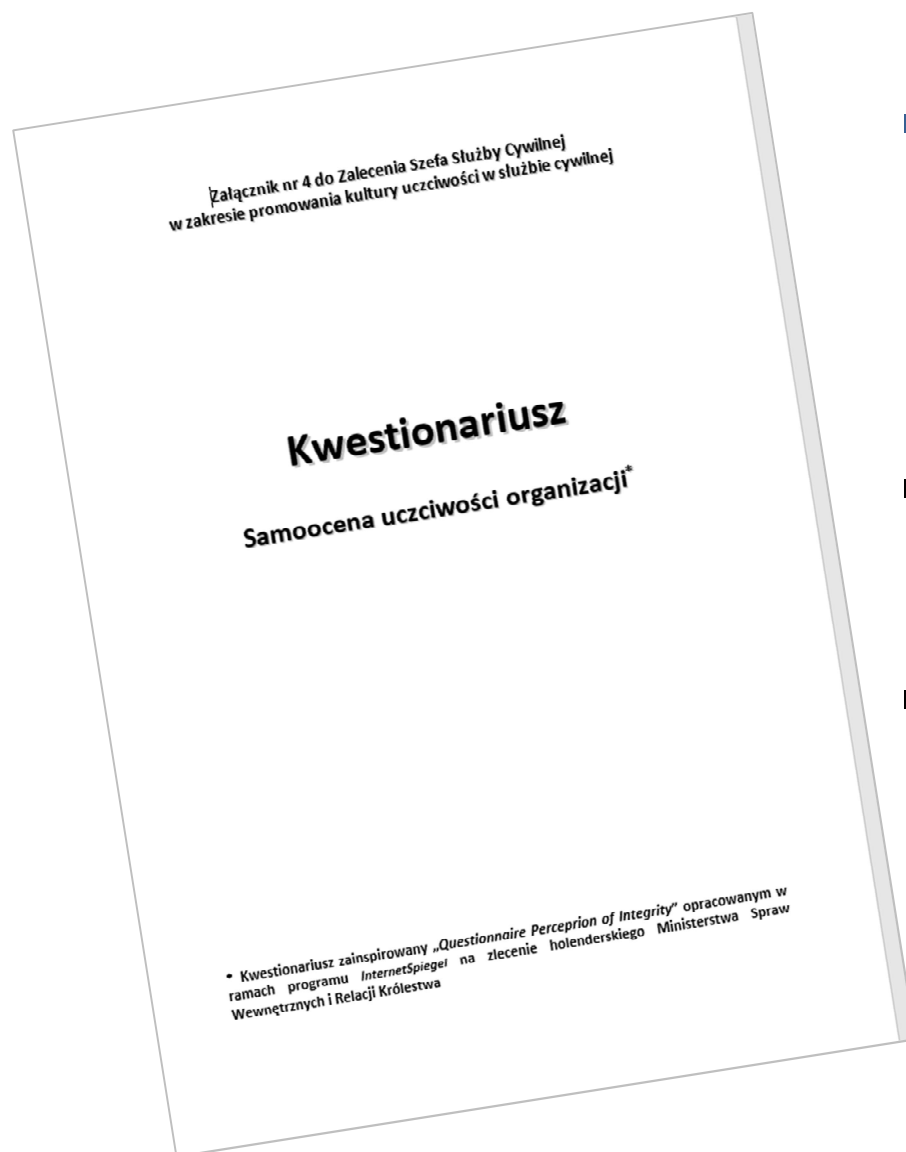 Załącznik nr 4 do Zalecenia Szefa Służby Cywilnej
w zakresie promowania kultury uczciwości w służbie cywilnej
Kwestionariusz
Samoocena uczciwości organizacji*
* Kwestionariusz zainspirowany „Questionnaire Perceprion of Integrity” opracowanym w
ramach programu InternetSpiegel na zlecenie holenderskiego Ministerstwa Spraw
Wewnętrznych i Relacji Królestwa